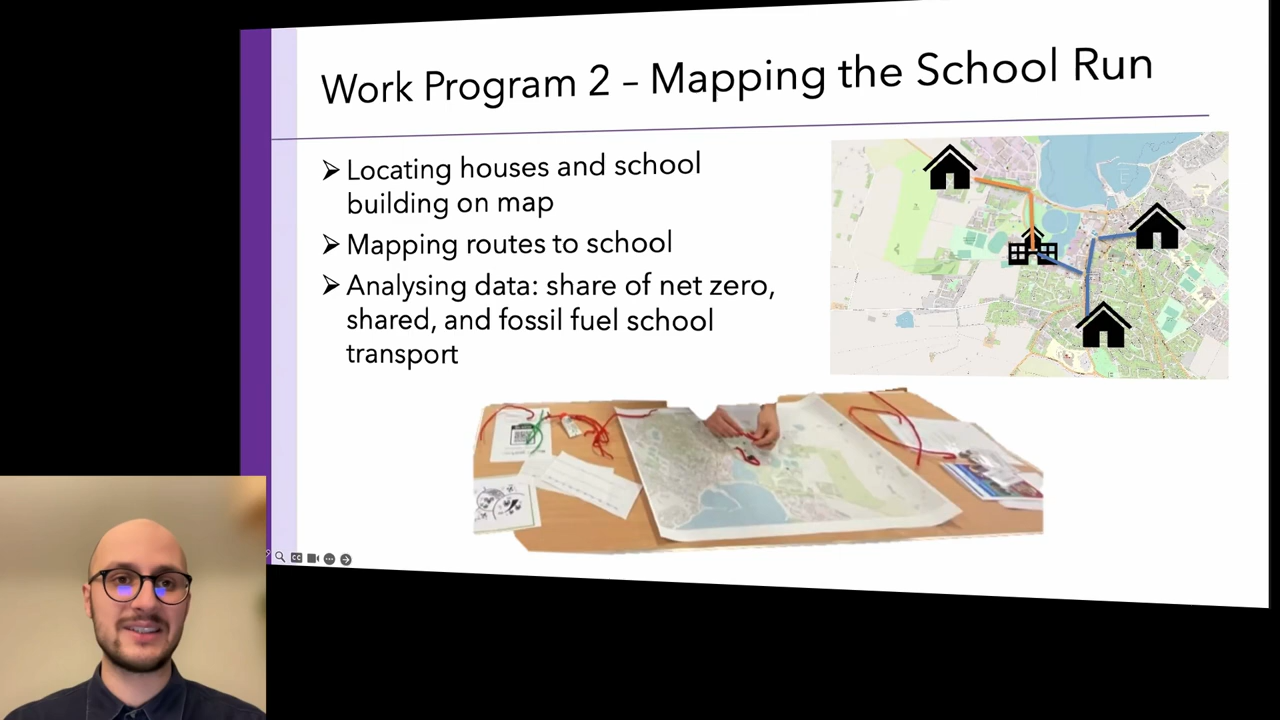 Work Program 2 – Mapping the School Run
➢ Locating houses and school
building on map
➢ Mapping routes to school
➢ Analysing data: share of net zero,
shared, and fossil fuel school
transport